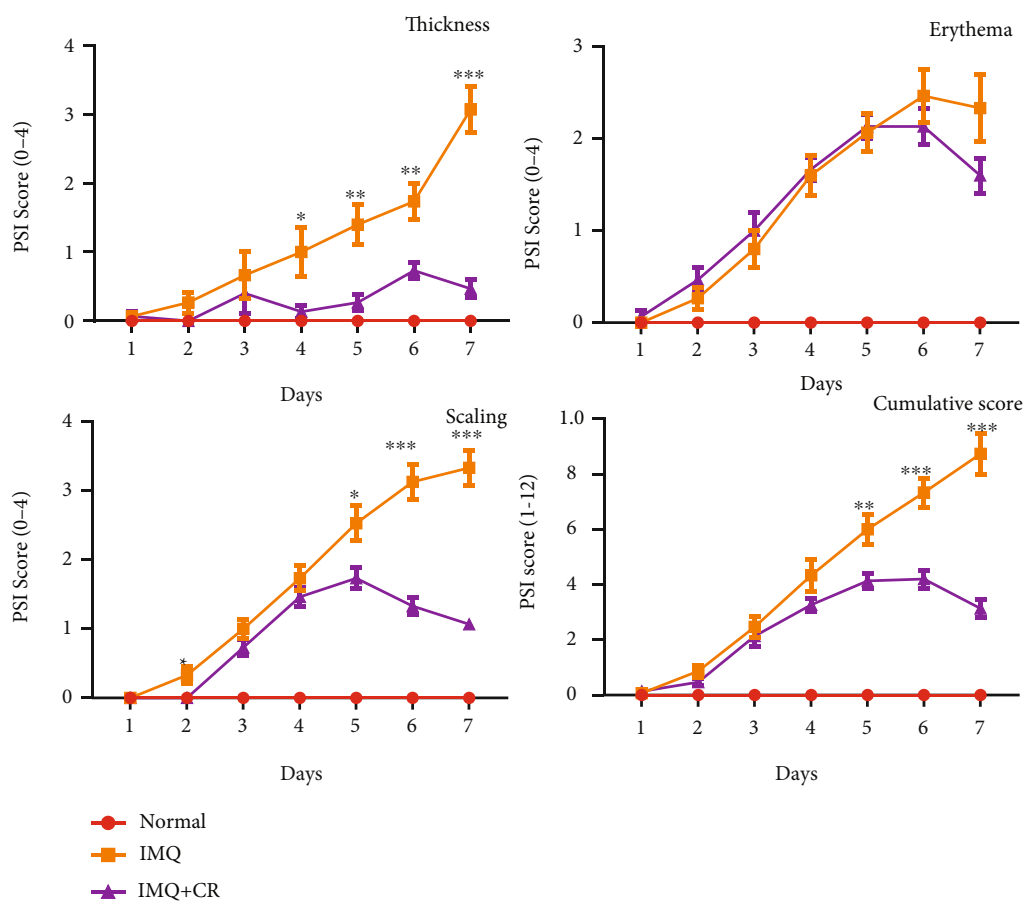 Thickness
PSI Score (0–4)
4
3
2
1
0
*
**
**
***
1 2 3 4 5 6 7
Days
Erythema
PSI Score (0–4)
3
2
1
0
1 2 3 4 5 6 7
Days
Scaling
PSI Score (0–4)
4
3
2
1
0
*
*
***
***
1 2 3 4 5 6 7
Days
Cumulative score
PSI score (1-12)
1.0
8
6
4
2
0
**
***
***
1 2 3 4 5 6 7
Days
Normal
IMQ
IMQ+CR